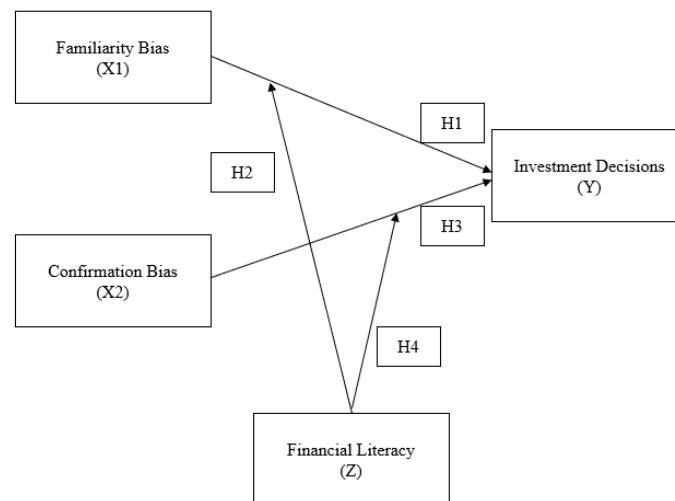 Familiarity Bias
(X1)
H1
Investment Decisions
(Y)
H2
H3
Confirmation Bias
(X2)
H4
Financial Literacy
(Z)